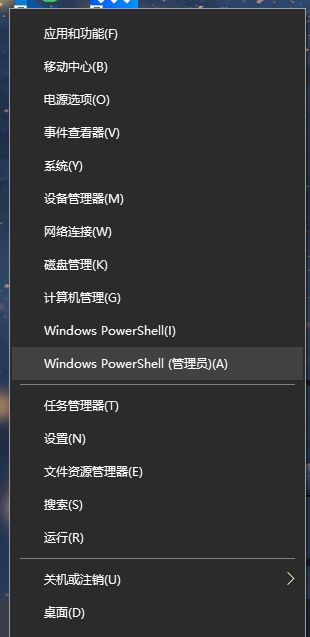 应用和功能(F)
移动中心(B)
电源选项(O)
事件查看器(V)
系统(Y)
设备管理器(M)
网络连接(W)
磁盘管理(K)
计算机管理(G)
Windows PowerShell(I)
Windows PowerShell (管理员)(A)
任务管理器(T)
设置(N)
文件资源管理器(E)
搜索(S)
运行(R)
关机或注销(U)
桌面(D)